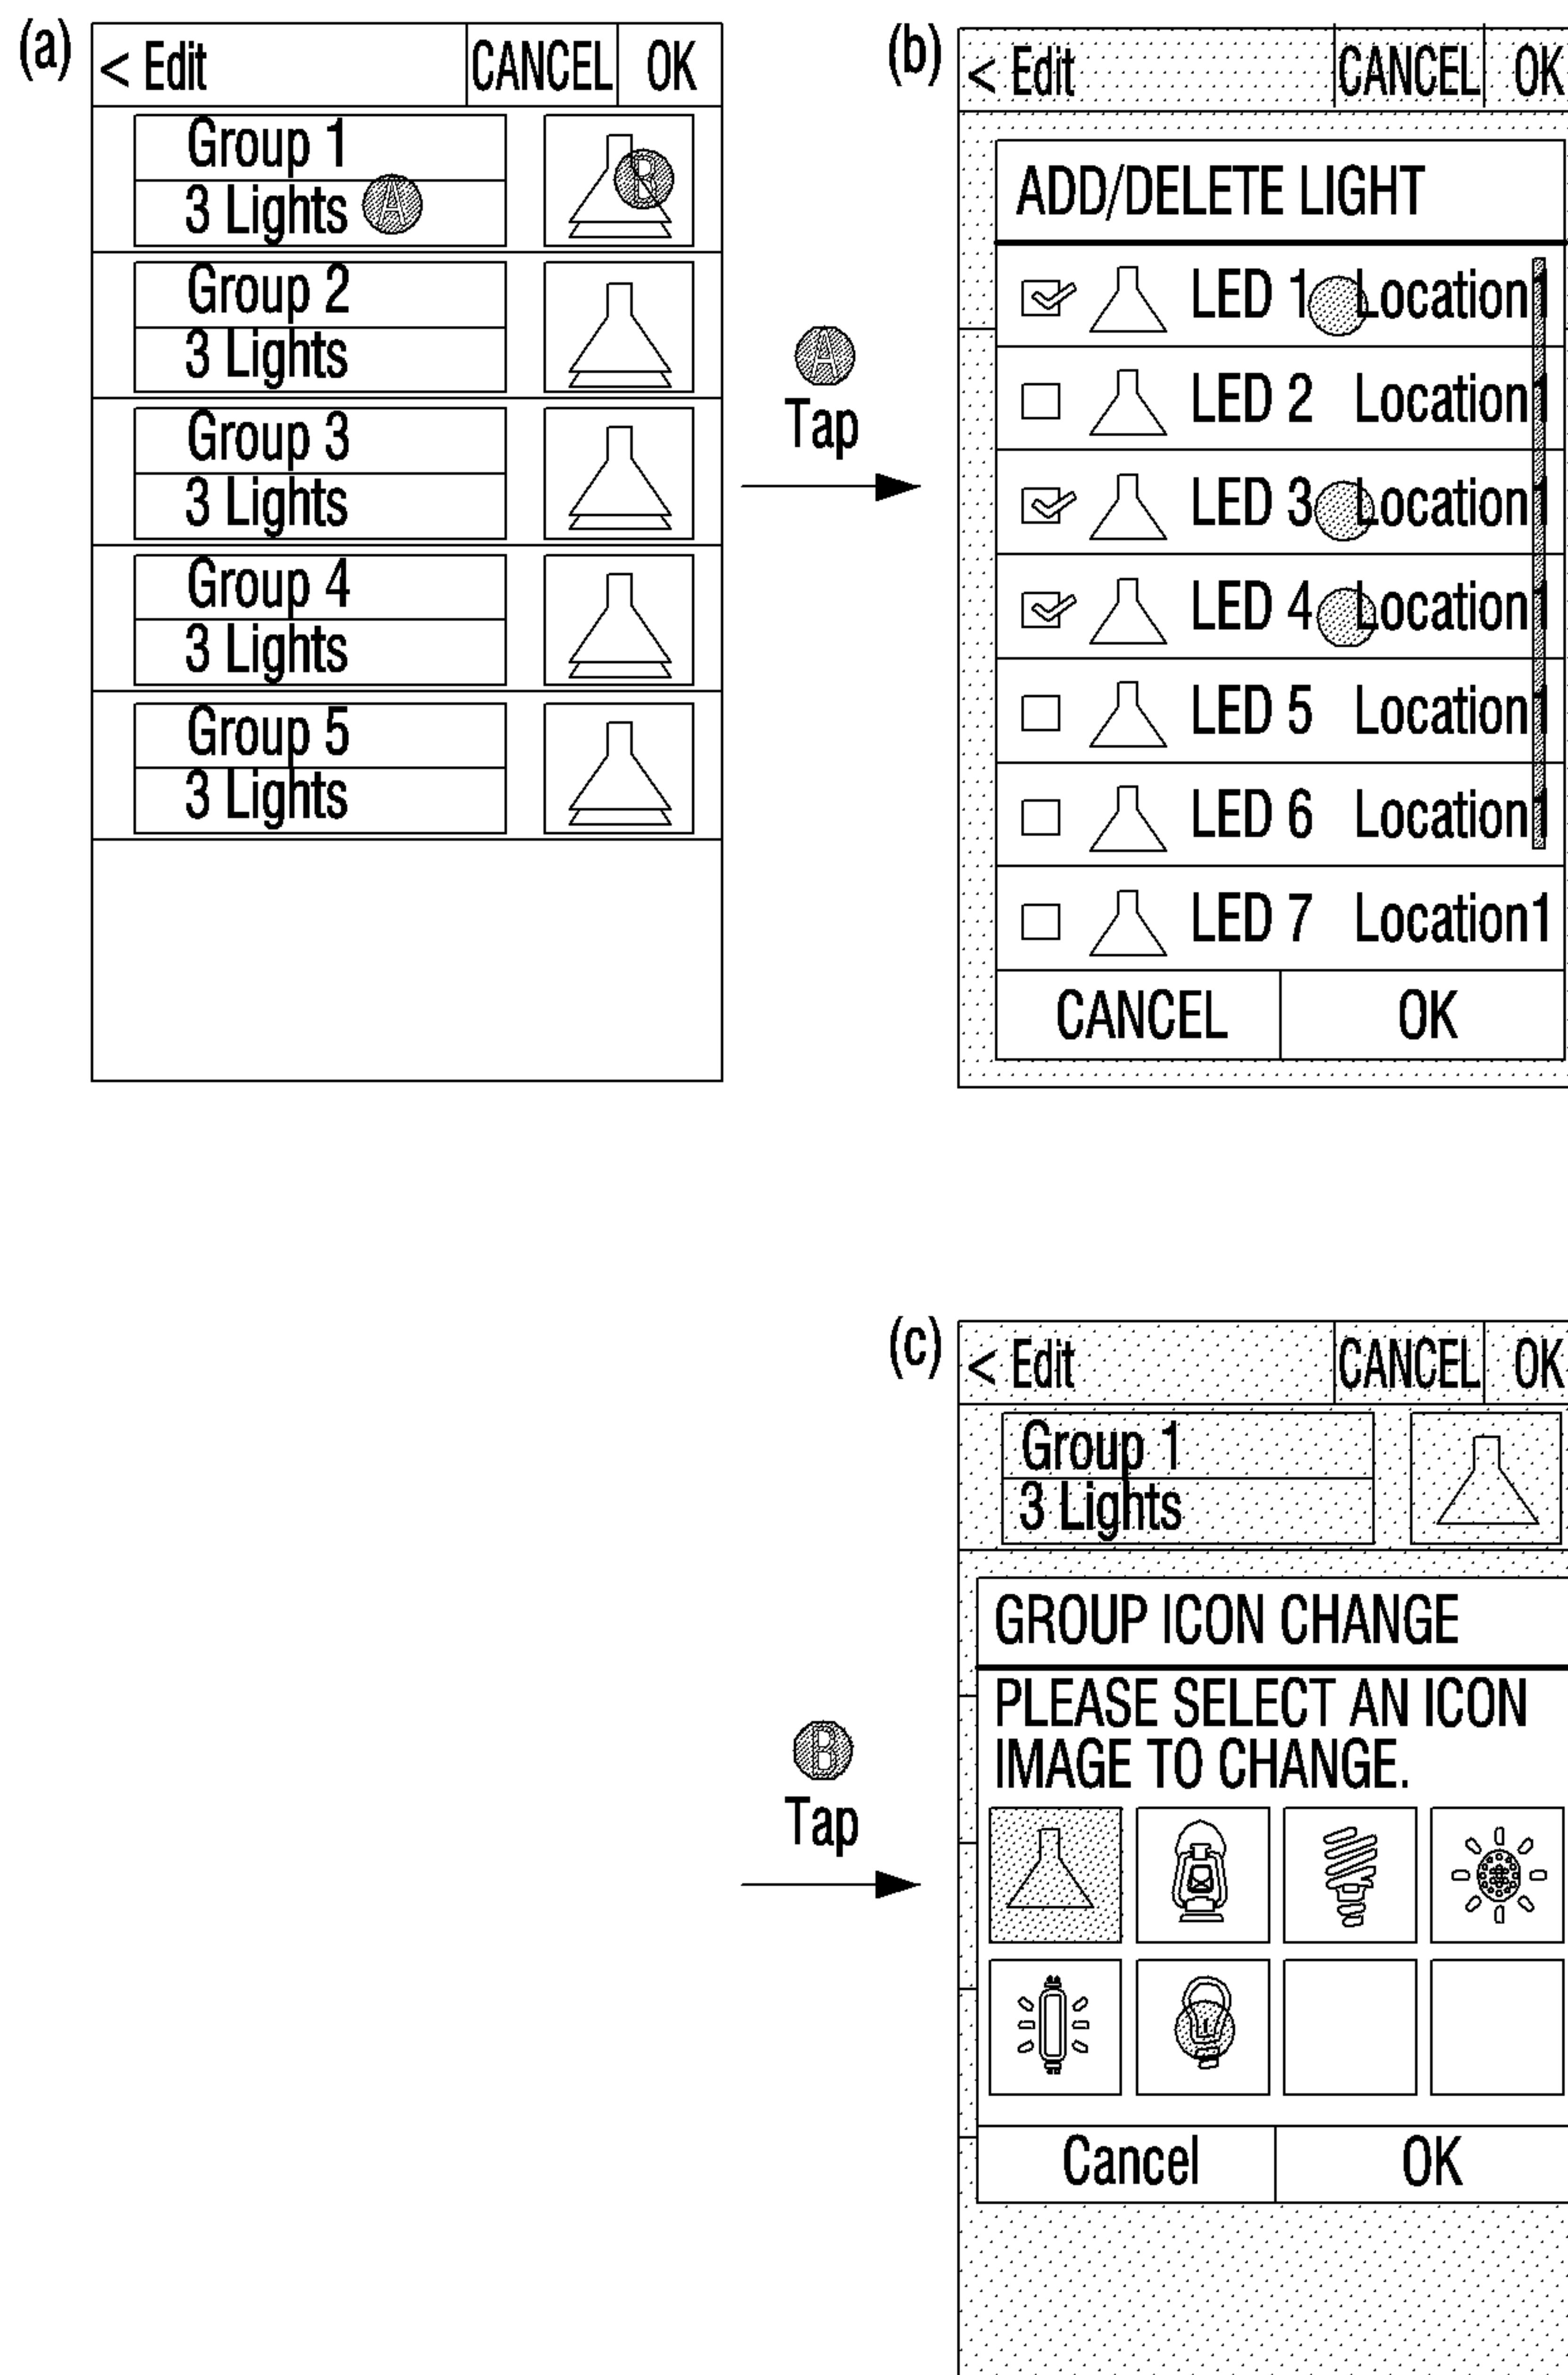 (a)
< Edit CANCEL OK
Group 1
3 Lights A
B
Group 2
3 Lights
Group 3
3 Lights
Group 4
3 Lights
Group 5
3 Lights
A
Tap
(b)
< Edit CANCEL OK
ADD/DELETE LIGHT
LED 1 Location1
LED 2 Location1
LED 3 Location1
LED 4 Location1
LED 5 Location1
LED 6 Location1
LED 7 Location1
CANCEL OK
B
Tap
(c)
< Edit CANCEL OK
Group 1
3 Lights
GROUP ICON CHANGE
PLEASE SELECT AN ICON
IMAGE TO CHANGE.
Cancel OK